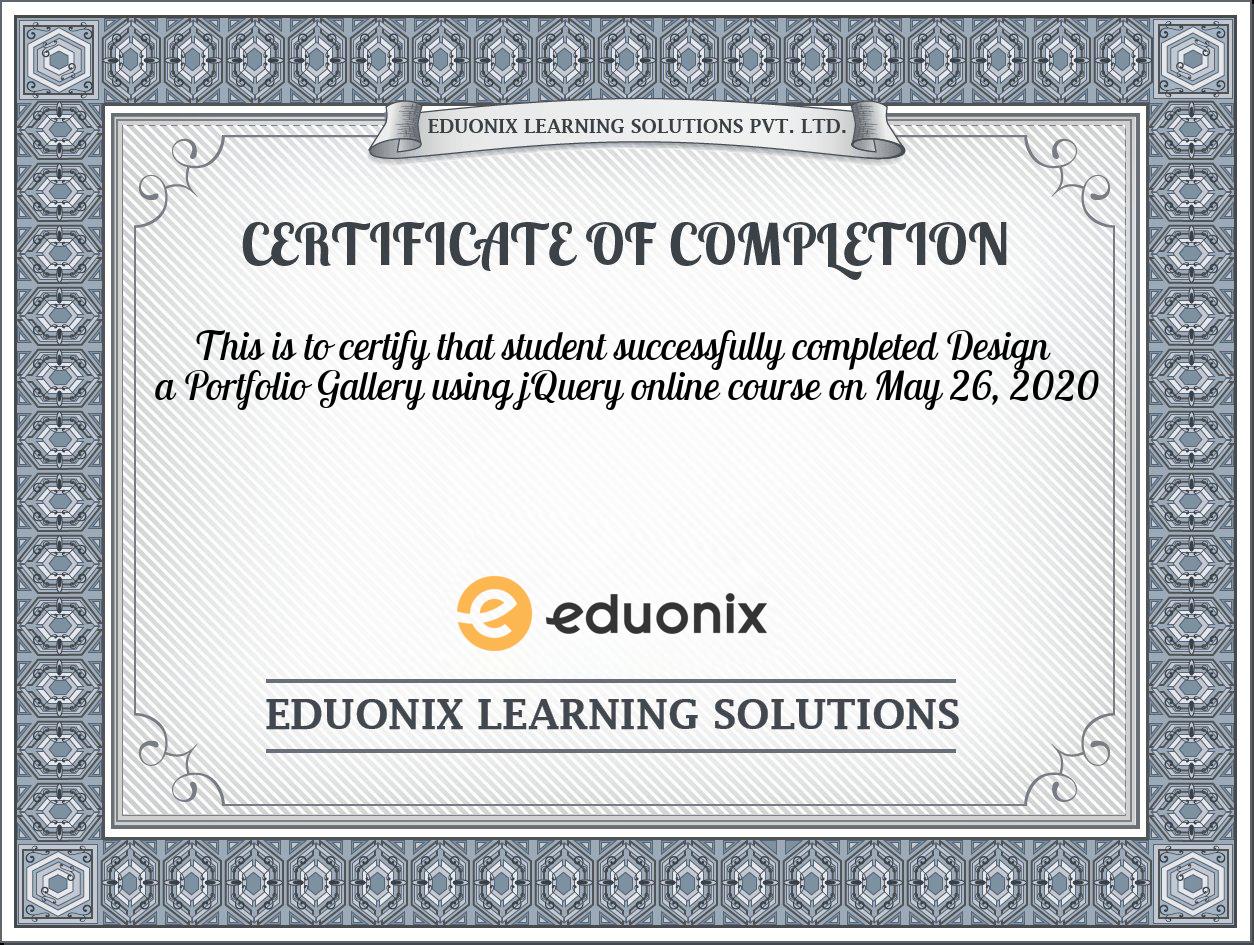 EDUONIX LEARNING SOLUTIONS PVT. LTD.
CERTIFICATE OF COMPLETION
This is to certify that student successfully completed Design
a Portfolio Gallery using jQuery online course on May 26, 2020
eduonix
EDUONIX LEARNING SOLUTIONS